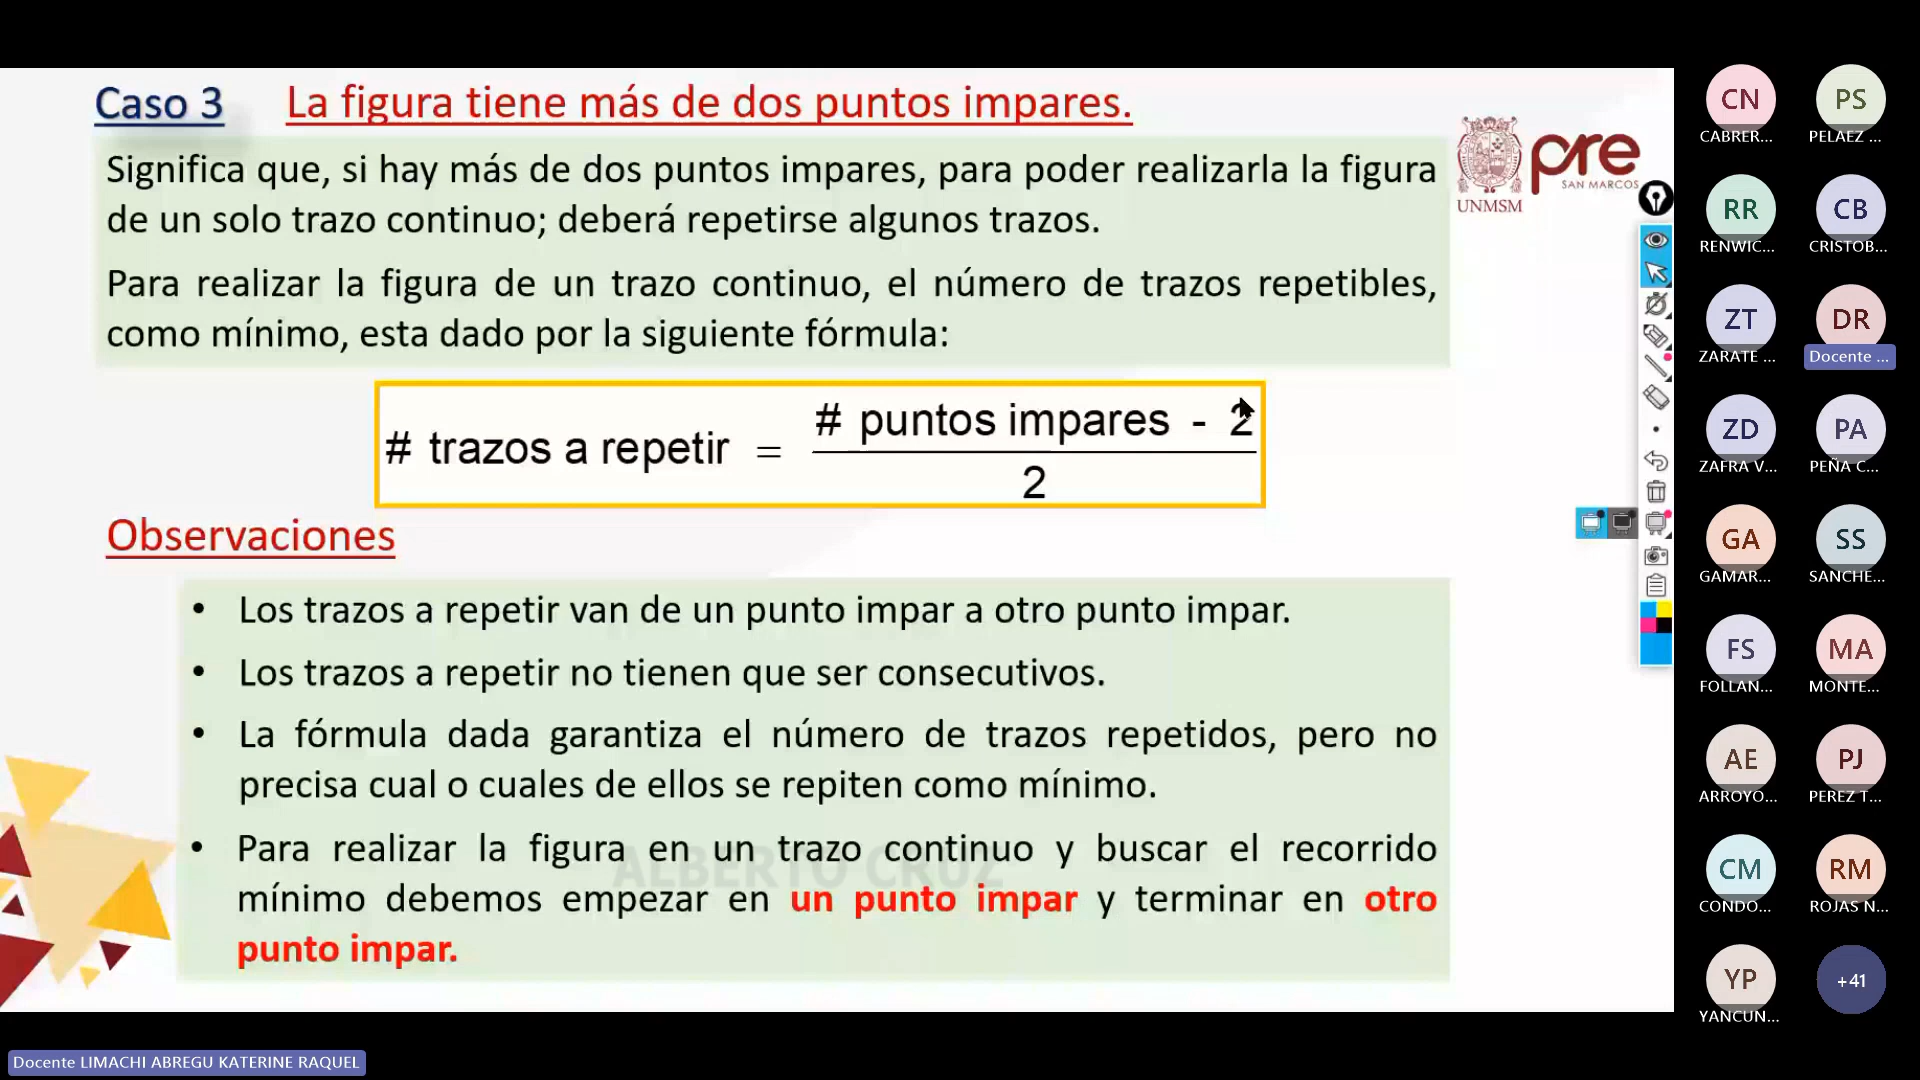 Caso 3 La figura tiene más de dos puntos impares.
Significa que, si hay más de dos puntos impares, para poder realizarla la figura
de un solo trazo continuo; deberá repetirse algunos trazos.
Para realizar la figura de un trazo continuo, el número de trazos repetibles,
como mínimo, esta dado por la siguiente fórmula:
# trazos a repetir = # puntos impares - 2
2
Observaciones
• Los trazos a repetir van de un punto impar a otro punto impar.
• Los trazos a repetir no tienen que ser consecutivos.
• La fórmula dada garantiza el número de trazos repetidos, pero no
precisa cual o cuales de ellos se repiten como mínimo.
• Para realizar la figura en un trazo continuo y buscar el recorrido
mínimo debemos empezar en un punto impar y terminar en otro
punto impar.
ALBERTO CRUZ
UNMSM
pre
SAN MARCOS
CN PS
CABRER... PELAEZ ...
RR CB
RENWIC... CRISTOB...
ZT DR
ZARATE ... Docente ...
ZD PA
ZAFRA V... PEÑA C...
GA SS
GAMAR... SANCHE...
FS MA
FOLLAN... MONTE...
AE PJ
ARROYO... PEREZ T...
CM RM
CONDO... ROJAS N...
YP +41
YANCUN...
Docente LIMACHI ABREGU KATERINE RAQUEL